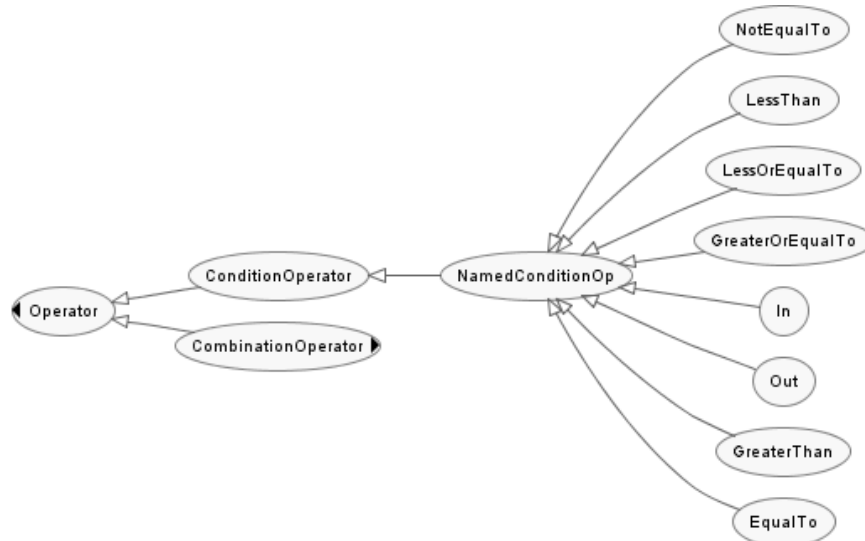 NotEqualTo
LessThan
LessOrEqualTo
GreaterOrEqualTo
ConditionOperator
NamedConditionOp
In
Operator
CombinationOperator
Out
GreaterThan
EqualTo